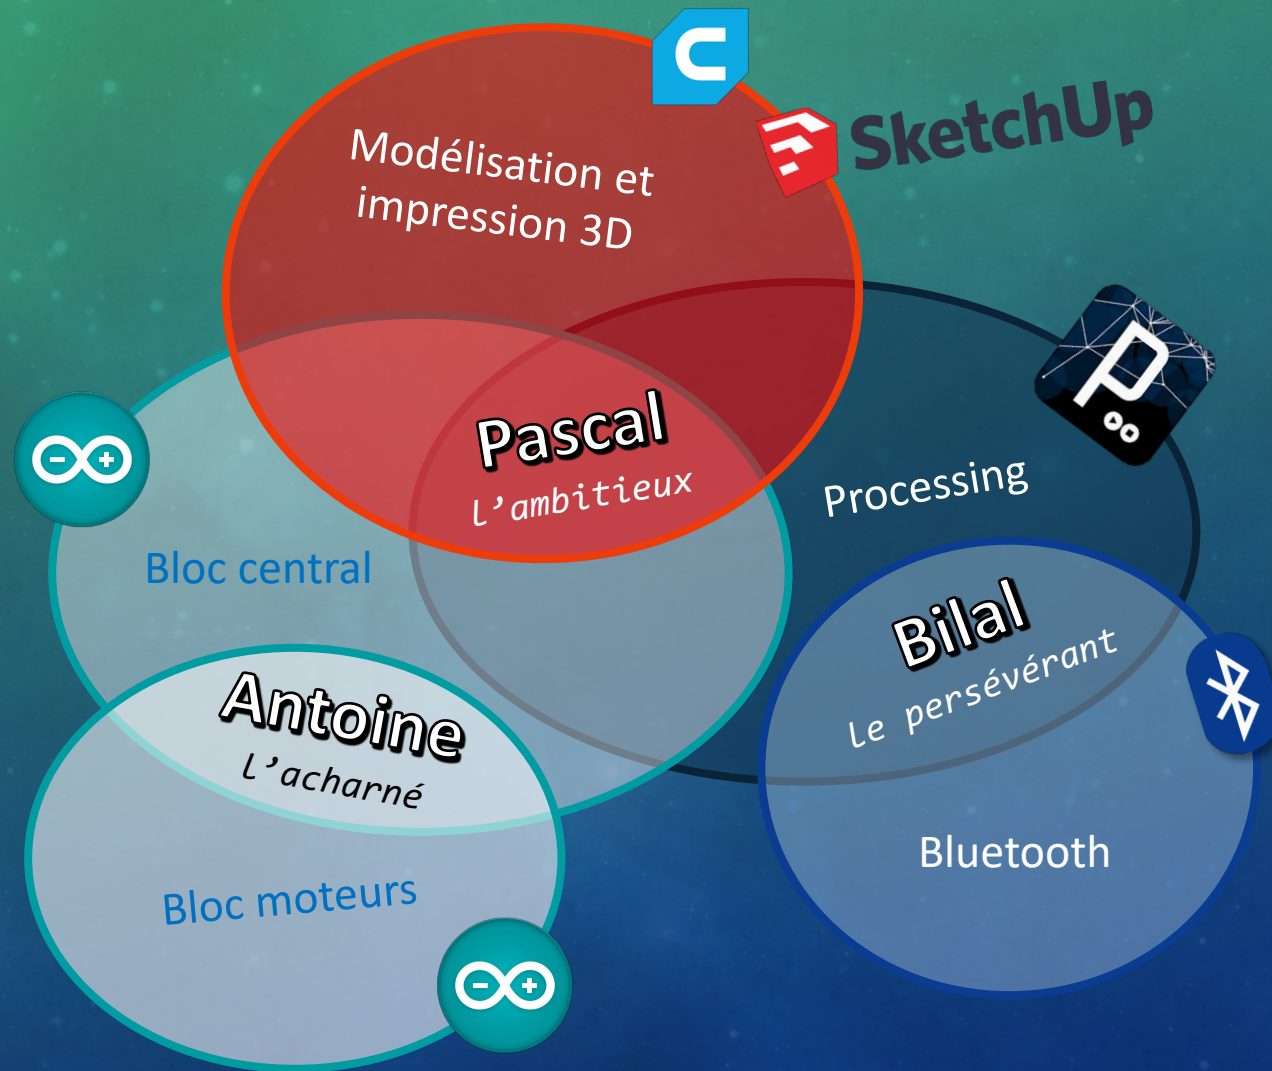 Modélisation et
impression 3D
SketchUp
Pascal
l'ambitieux
Processing
Bloc central
Bilal
Le persévérant
Antoine
L'acharné
Bluetooth
Bloc moteurs